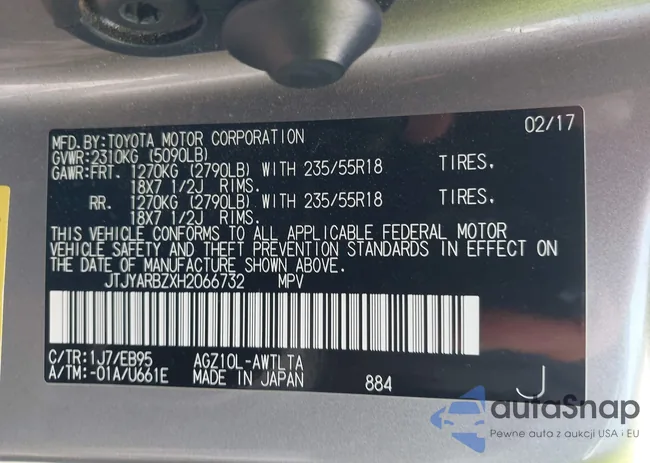 02/17
MFD.BY:TOYOTA MOTOR CORPORATION
GVWR:2310KG (5090LB)
GAWR:FRT. 1270KG (2790LB) WITH 235/55R18 TIRES,
18X7 1/2J RIMS.
RR. 1270KG (2790LB) WITH 235/55R18 TIRES,
18X7 1/2J RIMS.
THIS VEHICLE CONFORMS TO ALL APPLICABLE FEDERAL MOTOR
VEHICLE SAFETY AND THEFT PREVENTION STANDARDS IN EFFECT ON
THE DATE OF MANUFACTURE SHOWN ABOVE.
JTJYARBZXH2066732 MPV
C/TR:1J7/EB95 AGZ10L-AWTLTA
A/TM:-01A/U661E MADE IN JAPAN 884 J
autaSnap
Pewne auta z aukcji USA i EU